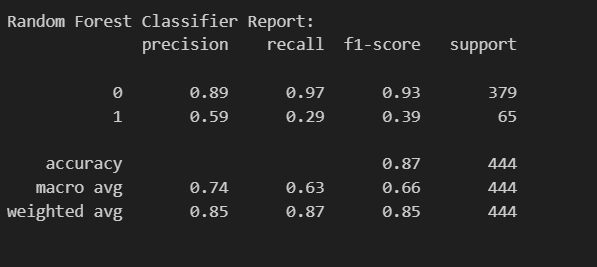 Random Forest Classifier Report:
precision recall f1-score support
0 0.89 0.97 0.93 379
1 0.59 0.29 0.39 65
accuracy 0.87 444
macro avg 0.74 0.63 0.66 444
weighted avg 0.85 0.87 0.85 444